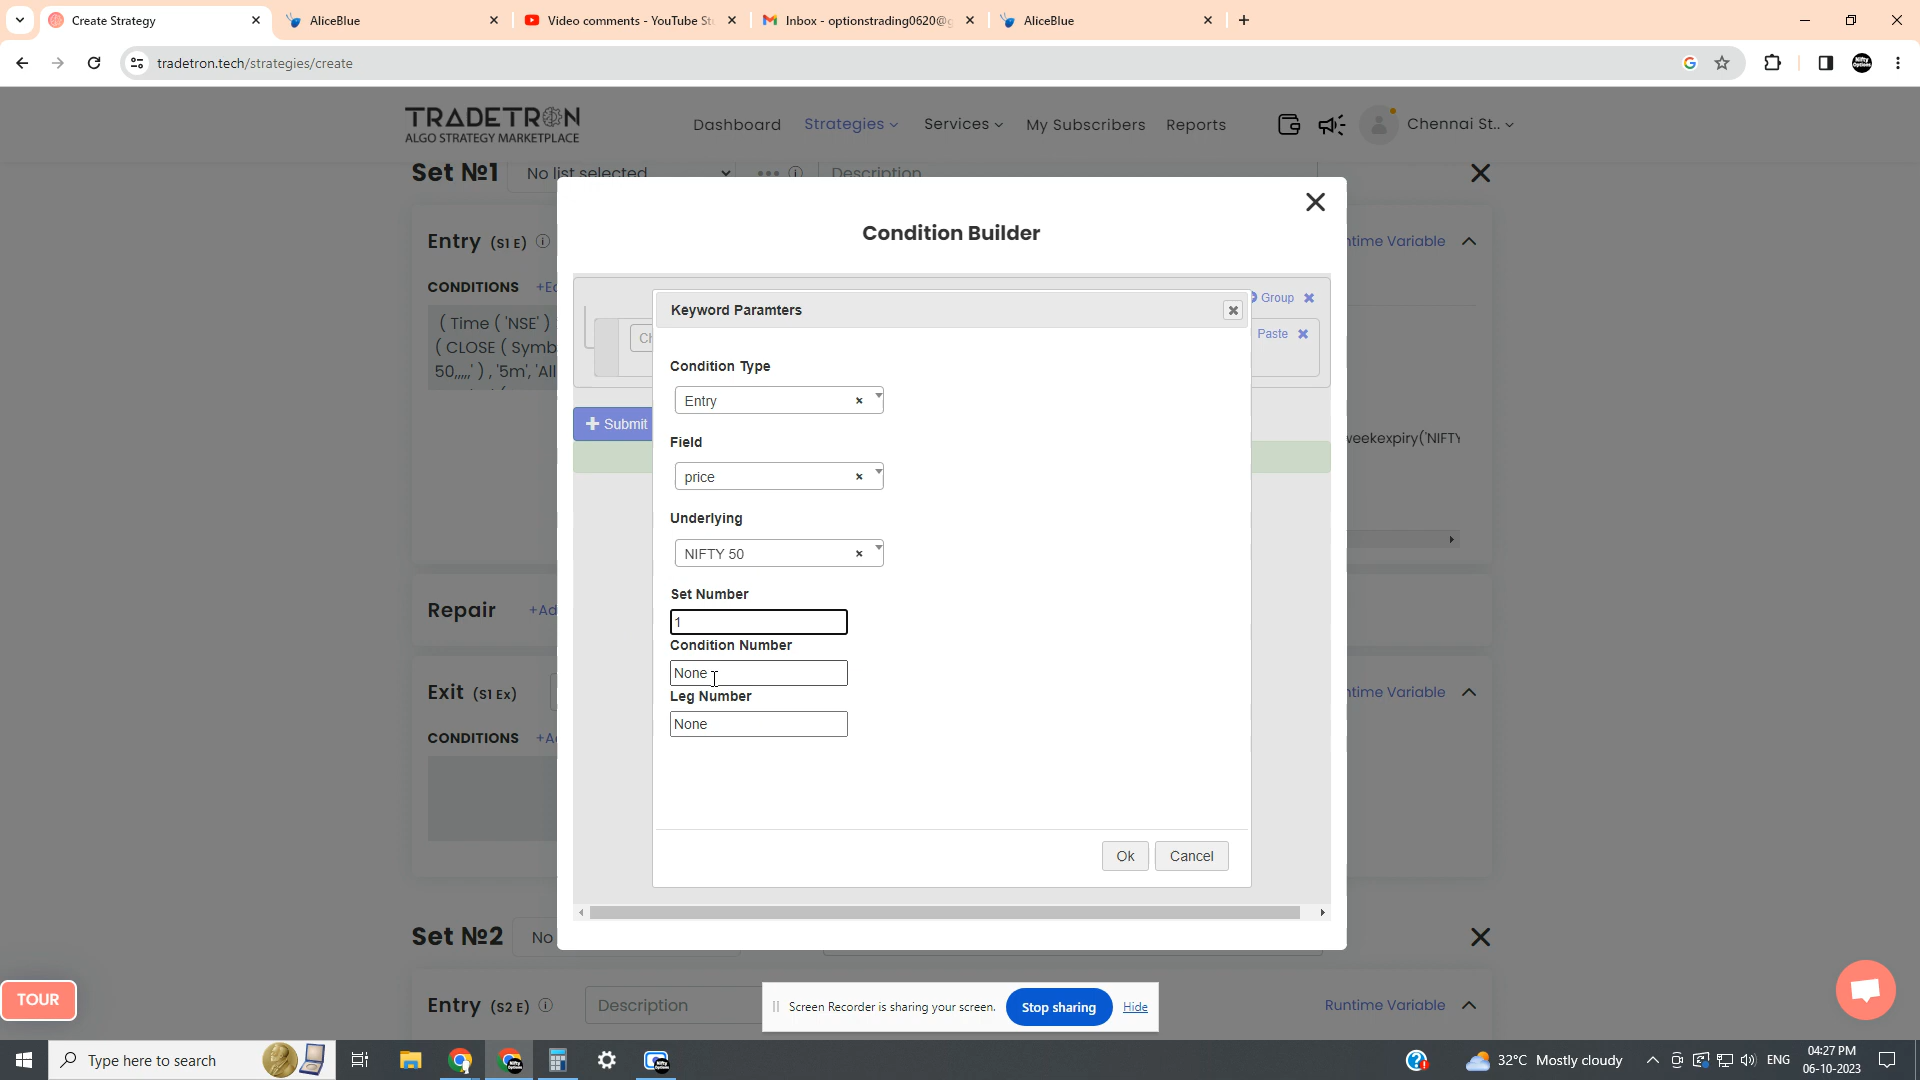 Create Strategy
AliceBlue
Video comments - YouTube St
Inbox - optionstrading0620@g
AliceBlue
tradetron.tech/strategies/create
TRADETRON
ALGO STRATEGY MARKETPLACE
Dashboard
Strategies
Services
My Subscribers
Reports
Chennai St..
Set №1
No list selected
Description
Condition Builder
Entry (S1 E)
Runtime Variable
CONDITIONS
( Time ( 'NSE' )
( CLOSE ( Symb
50,,,,,' ) , '5m', 'All
Group
Paste
Submit
weekexpiry('NIFTY
Keyword Paramters
Condition Type
Entry
Field
price
Underlying
NIFTY 50
Set Number
1
Condition Number
None
Leg Number
None
Ok
Cancel
Repair
+Ad
Exit (S1 Ex)
ntime Variable
CONDITIONS +A
Set №2
No
Entry (S2 E)
Description
Runtime Variable
TOUR
Screen Recorder is sharing your screen.
Stop sharing
Hide
Type here to search
32°C Mostly cloudy
ENG
04:27 PM
06-10-2023